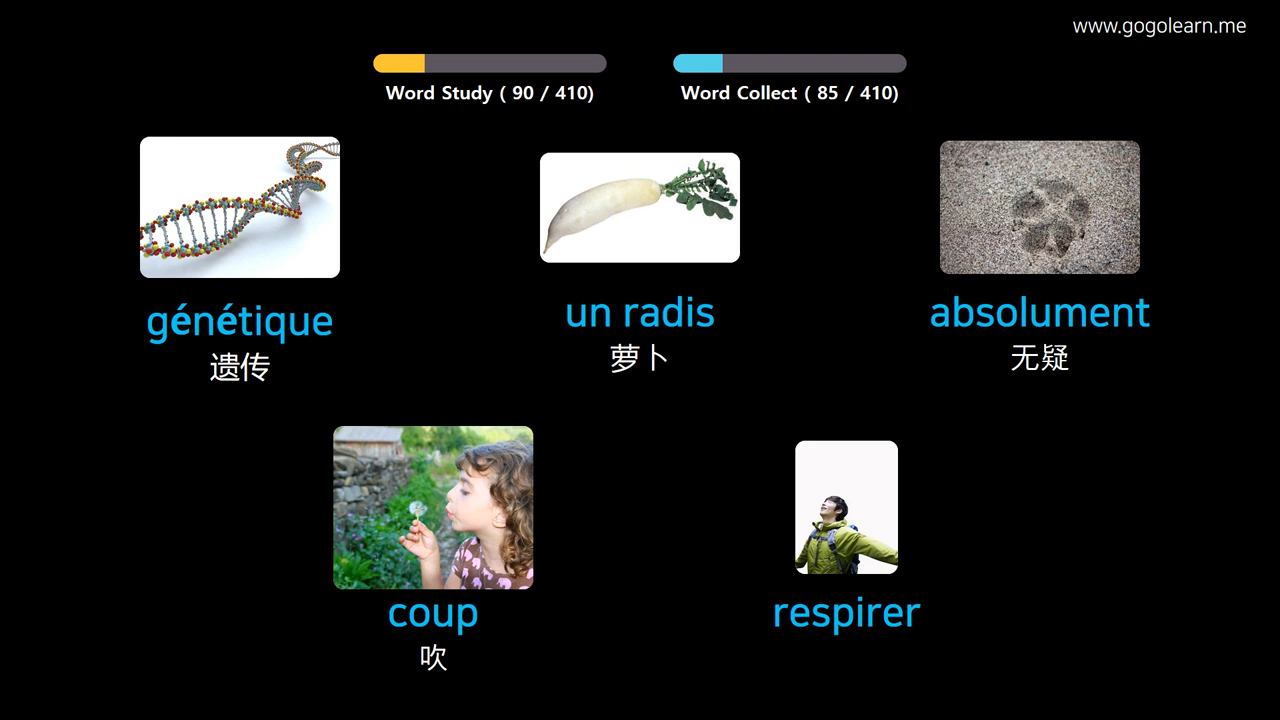 www.gogolearn.me
Word Study ( 90 / 410)
Word Collect ( 85 / 410)
génétique
遗传
un radis
萝卜
absolument
无疑
coup
吹
respirer